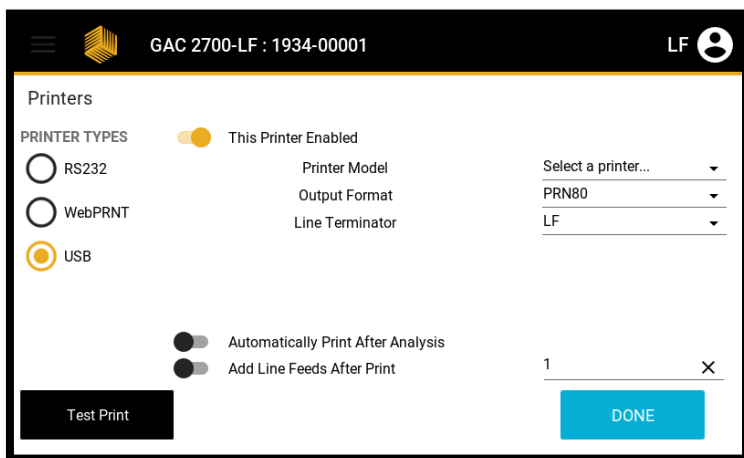 GAC 2700-LF : 1934-00001
LF
Printers
PRINTER TYPES
This Printer Enabled
RS232
Printer Model
Select a printer...
Output Format
PRN80
WebPRNT
Line Terminator
LF
USB
Automatically Print After Analysis
Add Line Feeds After Print
1
Test Print
DONE